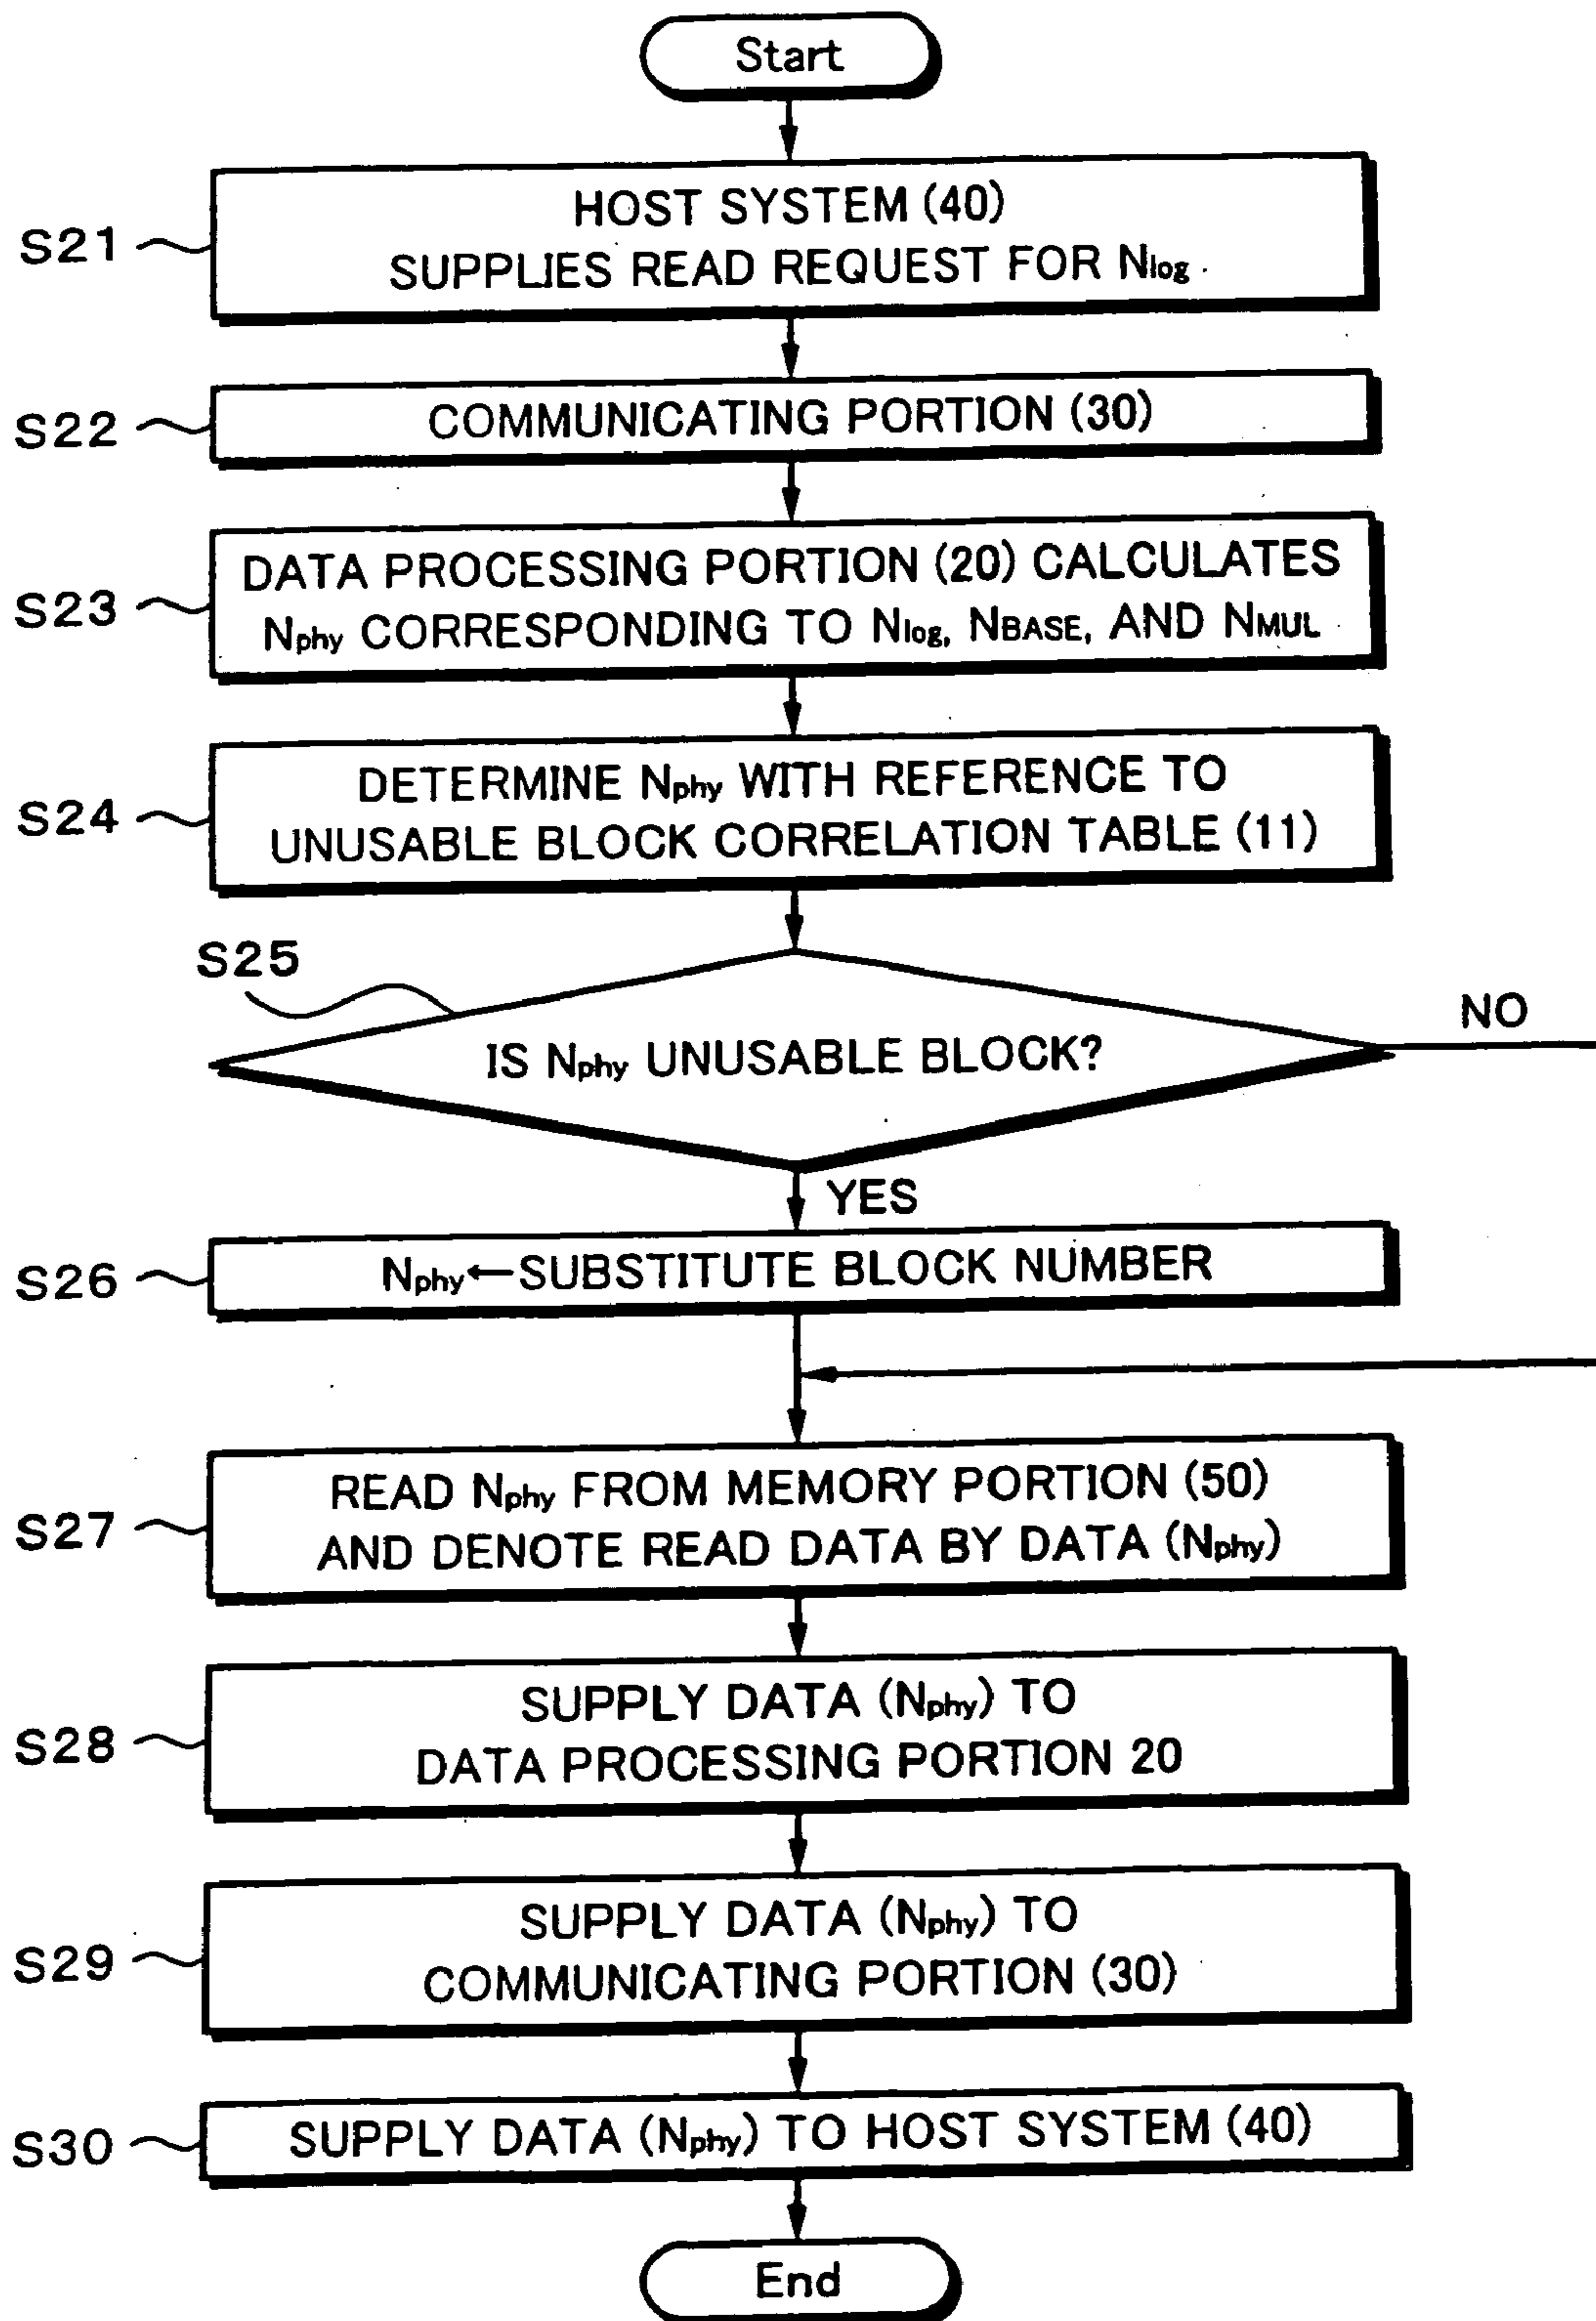 Start
S21
HOST SYSTEM (40)
SUPPLIES READ REQUEST FOR Nlog
S22
COMMUNICATING PORTION (30)
S23
DATA PROCESSING PORTION (20) CALCULATES
Nphy CORRESPONDING TO Nlog, NBASE, AND NMUL
S24
DETERMINE Nphy WITH REFERENCE TO
UNUSABLE BLOCK CORRELATION TABLE (11)
S25
IS Nphy UNUSABLE BLOCK?
NO
YES
S26
Nphy←SUBSTITUTE BLOCK NUMBER
S27
READ Nphy FROM MEMORY PORTION (50)
AND DENOTE READ DATA BY DATA (Nphy)
S28
SUPPLY DATA (Nphy) TO
DATA PROCESSING PORTION 20
S29
SUPPLY DATA (Nphy) TO
COMMUNICATING PORTION (30)
S30
SUPPLY DATA (Nphy) TO HOST SYSTEM (40)
End